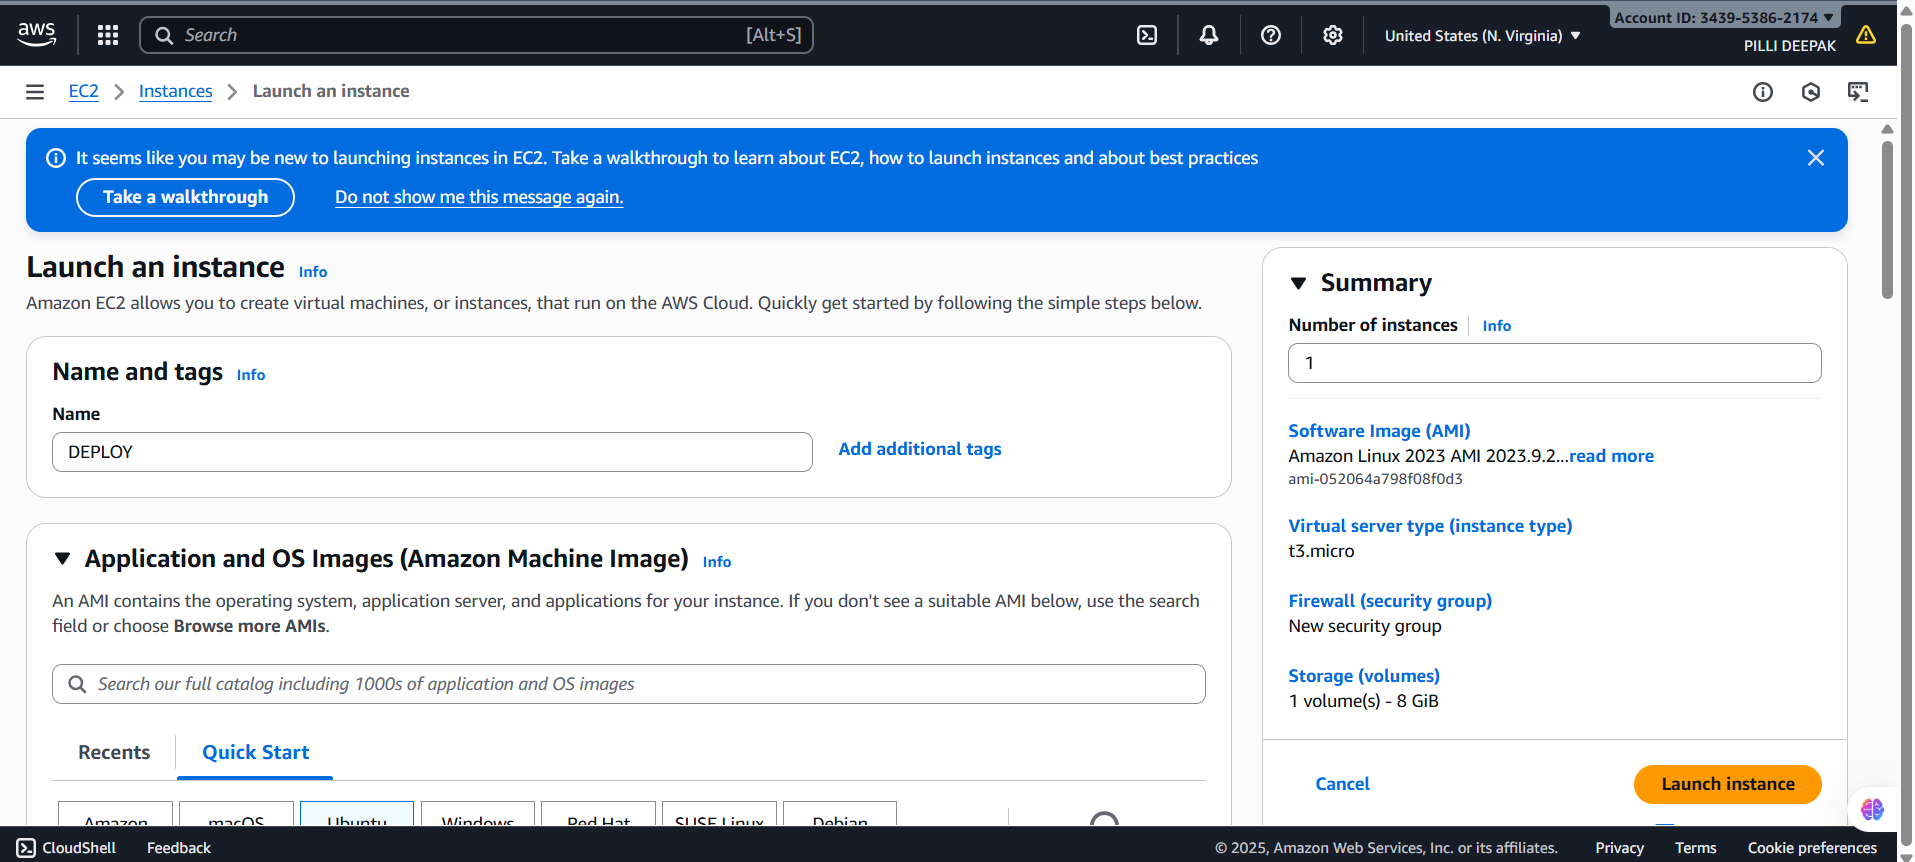 aws
Search
[Alt+S]
United States (N. Virginia)
Account ID: 3439-5386-2174
PILLI DEEPAK
EC2
Instances
Launch an instance
It seems like you may be new to launching instances in EC2. Take a walkthrough to learn about EC2, how to launch instances and about best practices
Take a walkthrough
Do not show me this message again.
Launch an instance Info
Amazon EC2 allows you to create virtual machines, or instances, that run on the AWS Cloud. Quickly get started by following the simple steps below.
Name and tags Info
Name
DEPLOY
Add additional tags
Application and OS Images (Amazon Machine Image) Info
An AMI contains the operating system, application server, and applications for your instance. If you don't see a suitable AMI below, use the search
field or choose Browse more AMIs.
Search our full catalog including 1000s of application and OS images
Recents
Quick Start
Amazon
macOS
Ubuntu
Windows
Red Hat
SUSE Linux
Debian
Summary
Number of instances Info
1
Software Image (AMI)
Amazon Linux 2023 AMI 2023.9.2...read more
ami-052064a798f08f0d3
Virtual server type (instance type)
t3.micro
Firewall (security group)
New security group
Storage (volumes)
1 volume(s) - 8 GiB
Cancel
Launch instance
CloudShell
Feedback
© 2025, Amazon Web Services, Inc. or its affiliates.
Privacy
Terms
Cookie preferences